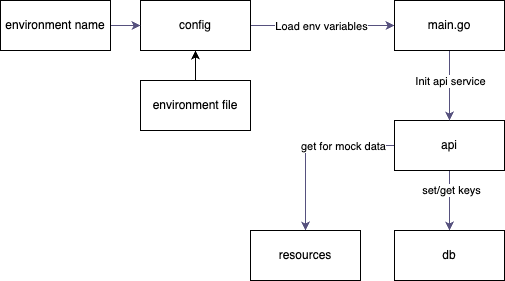 environment name
config
Load env variables
main.go
Init api service
environment file
api
get for mock data
set/get keys
resources
db